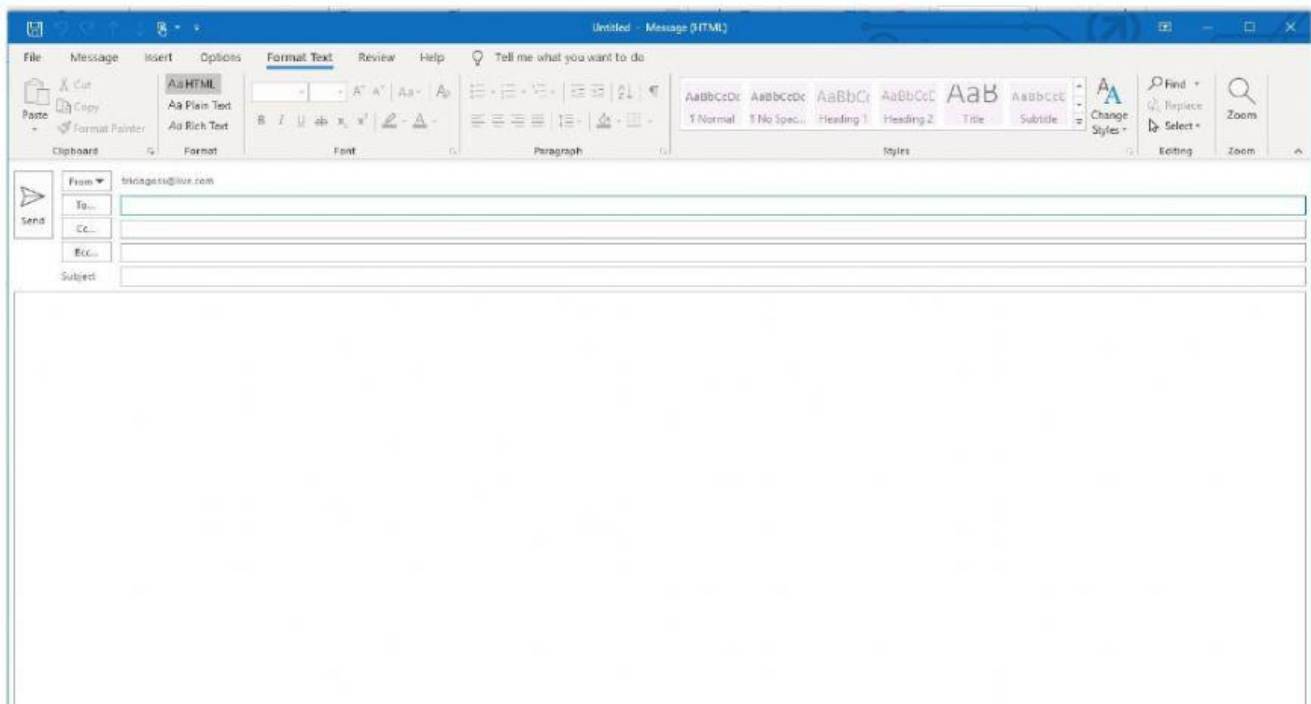 Untitled - Message (HTML)
File Message Insert Options Format Text Review Help Tell me what you want to do
Paste
Cut
Copy
Format Painter
Clipboard
Aa HTML
Aa Plain Text
Aa Rich Text
Format
Font
Paragraph
AaBbCcDc AaBbCcDc AaBbCc AaBbCcC AaB AaBbCcC
¶ Normal ¶ No Spac... Heading 1 Heading 2 Title Subtitle
Change
Styles
Styles
Find
Replace
Select
Editing
Zoom
Zoom
Send
From
To...
Cc...
Bcc...
Subject